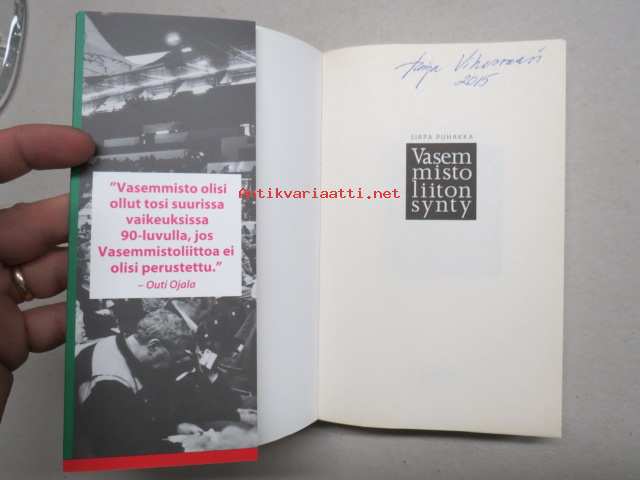 "Vasemmisto olisi
ollut tosi suurissa
vaikeuksissa
90-luvulla, jos
Vasemmistoliittoa ei
olisi perustettu."
– Outi Ojala
2015
SIRPA PUHAKKA
Vasem
misto
liiton
synty
Antikvariaatti.net